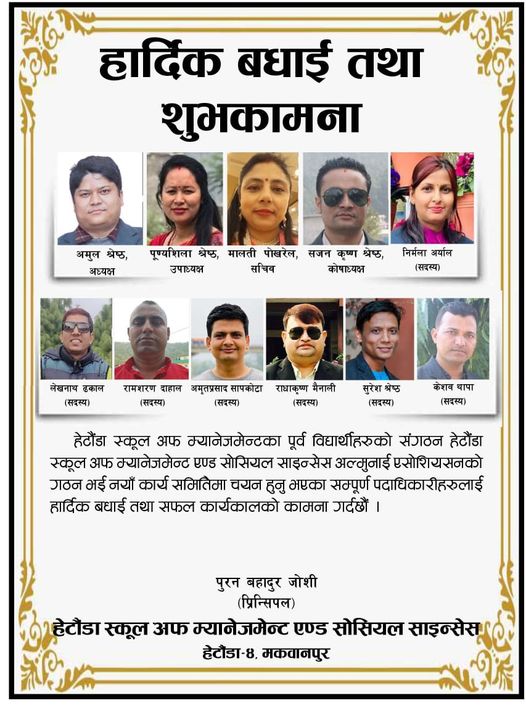 हार्दिक बधाई तथा
शुभकामना
अमुल श्रेष्ठ,
अध्यक्ष
पूण्यशिला श्रेष्ठ,
उपाध्यक्ष
मालती पोखरेल,
सचिव
सजन कृष्ण श्रेष्ठ,
कोषाध्यक्ष
निर्मला अर्याल
(सदस्य)
लेखनाथ ढकाल
(सदस्य)
रामशरण दाहाल
(सदस्य)
अमृतप्रसाद सापकोटा
(सदस्य)
राधाकृष्ण मैनाली
(सदस्य)
सुरेश श्रेष्ठ
(सदस्य)
केशव थापा
(सदस्य)
हेटौंडा स्कूल अफ म्यानेजमेन्टका पूर्व विद्यार्थीहरुको संगठन हेटौंडा
स्कूल अफ म्यानेजमेन्ट एण्ड सोसियल साइन्सेस अल्मुनाई एसोशियसनको
गठन भई नयाँ कार्य समितिमा चयन हुनु भएका सम्पूर्ण पदाधिकारीहरुलाई
हार्दिक बधाई तथा सफल कार्यकालको कामना गर्दछौं ।
पुरन बहादुर जोशी
(प्रिन्सिपल)
हेटौंडा स्कूल अफ म्यानेजमेन्ट एण्ड सोसियल साइन्सेस
हेटौंडा-४, मकवानपुर